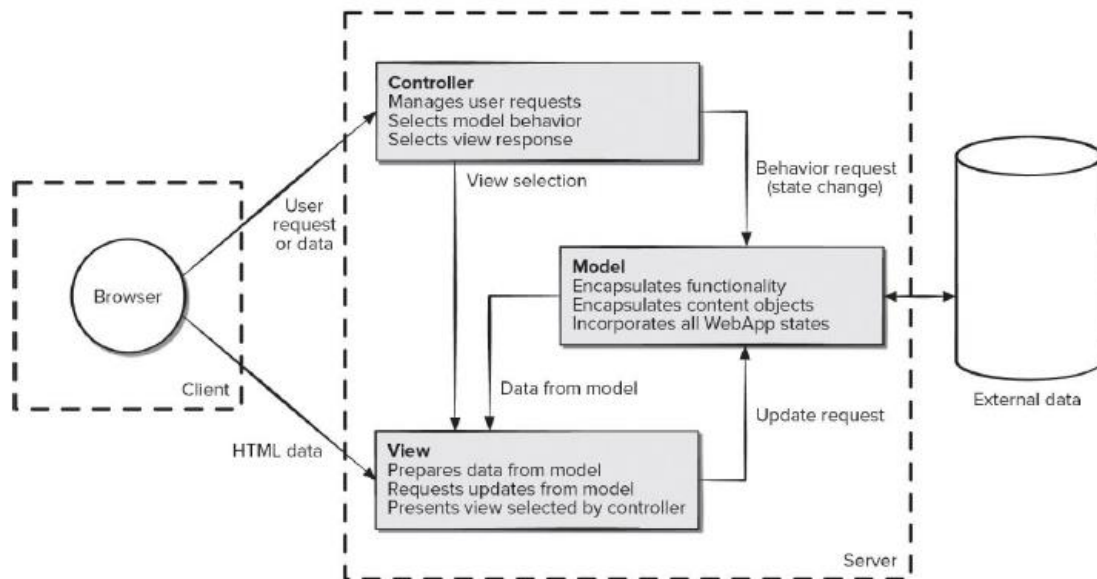 Controller
Manages user requests
Selects model behavior
Selects view response
View selection
Behavior request
(state change)
User
request
or data
Browser
Client
Model
Encapsulates functionality
Encapsulates content objects
Incorporates all WebApp states
Data from model
Update request
External data
HTML data
View
Prepares data from model
Requests updates from model
Presents view selected by controller
Server